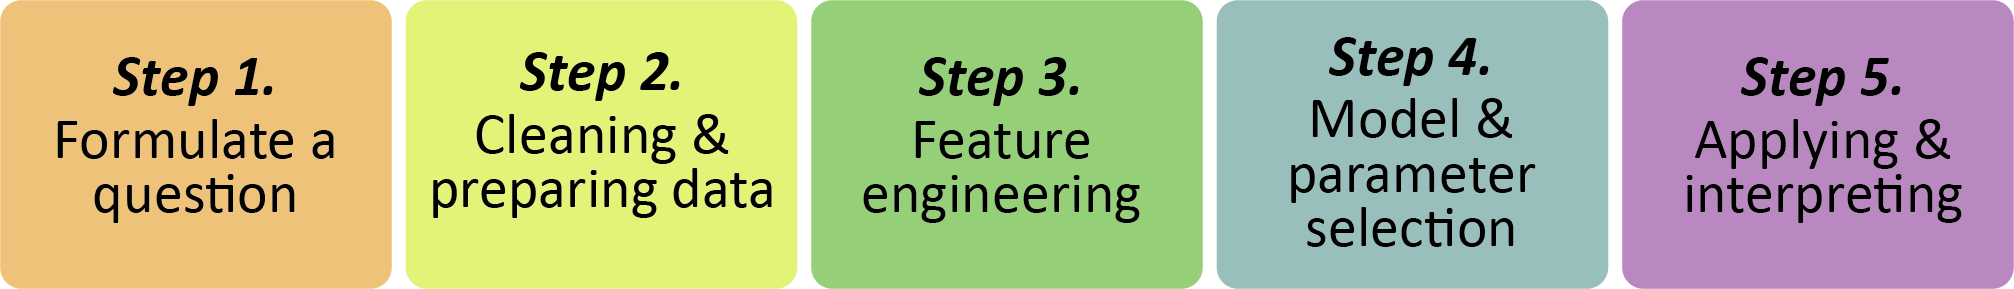 Step 1.
Formulate a
question
Step 2.
Cleaning &
preparing data
Step 3.
Feature
engineering
Step 4.
Model &
parameter
selection
Step 5.
Applying &
interpreting